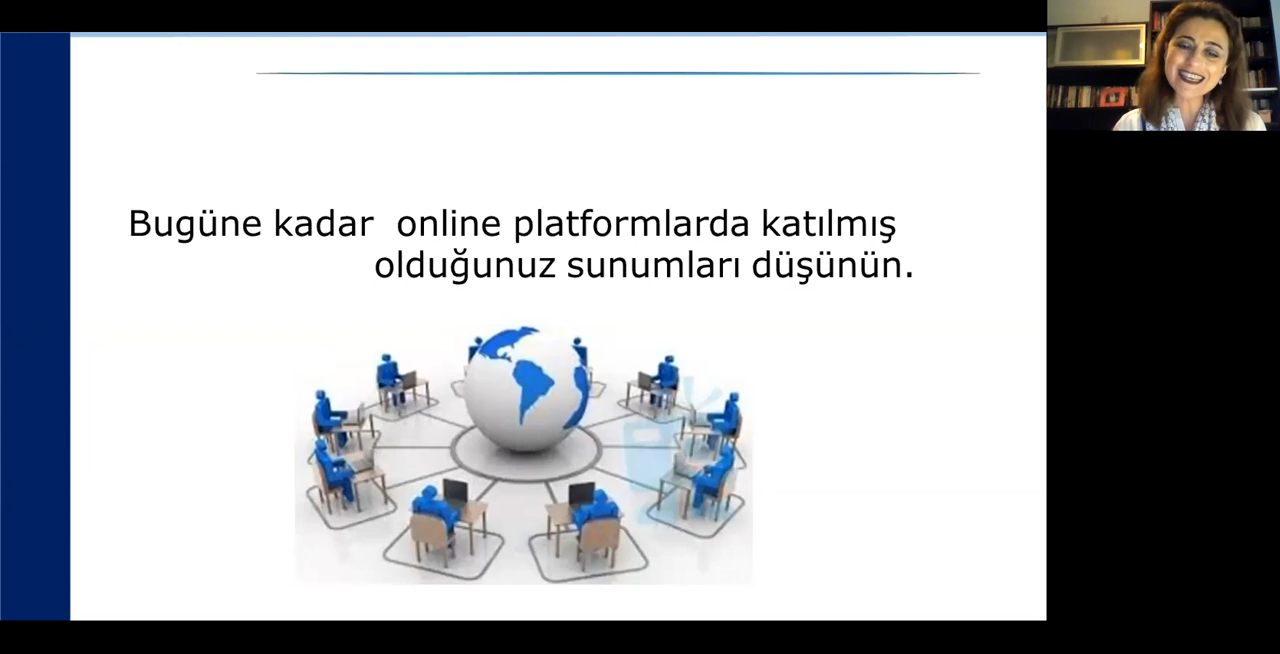 Bugüne kadar  online platformlarda katılmış
olduğunuz sunumları düşünün.